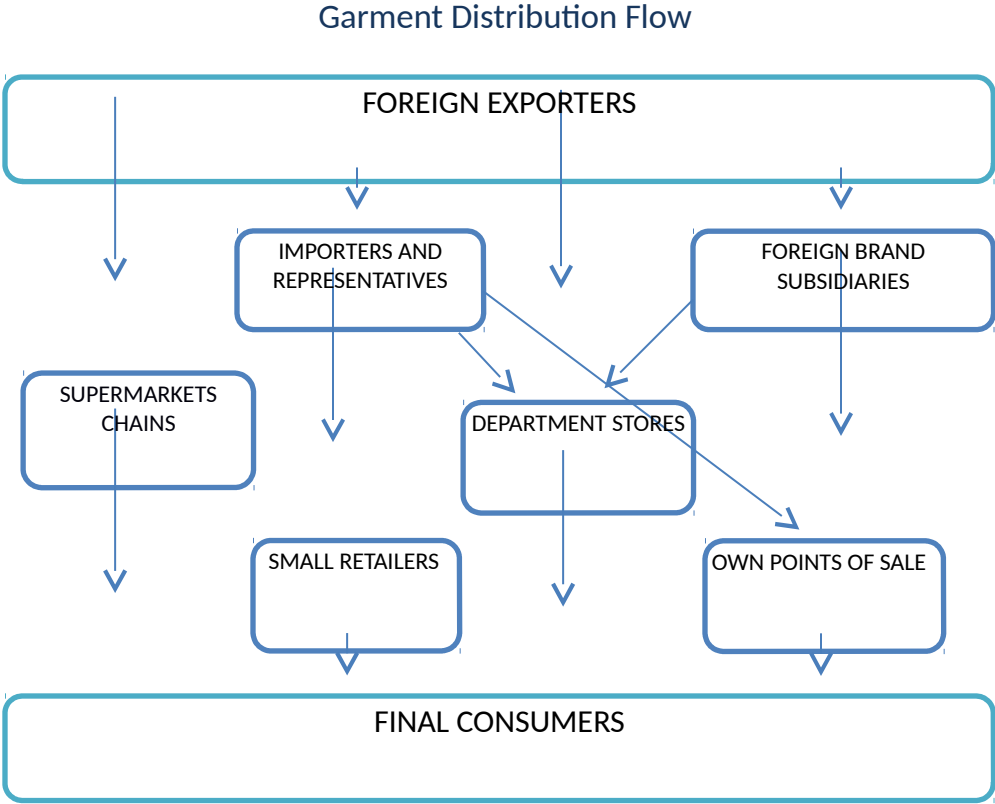 Garment Distribution Flow
FOREIGN EXPORTERS
IMPORTERS AND
REPRESENTATIVES
FOREIGN BRAND
SUBSIDIARIES
SUPERMARKETS
CHAINS
DEPARTMENT STORES
SMALL RETAILERS
OWN POINTS OF SALE
FINAL CONSUMERS